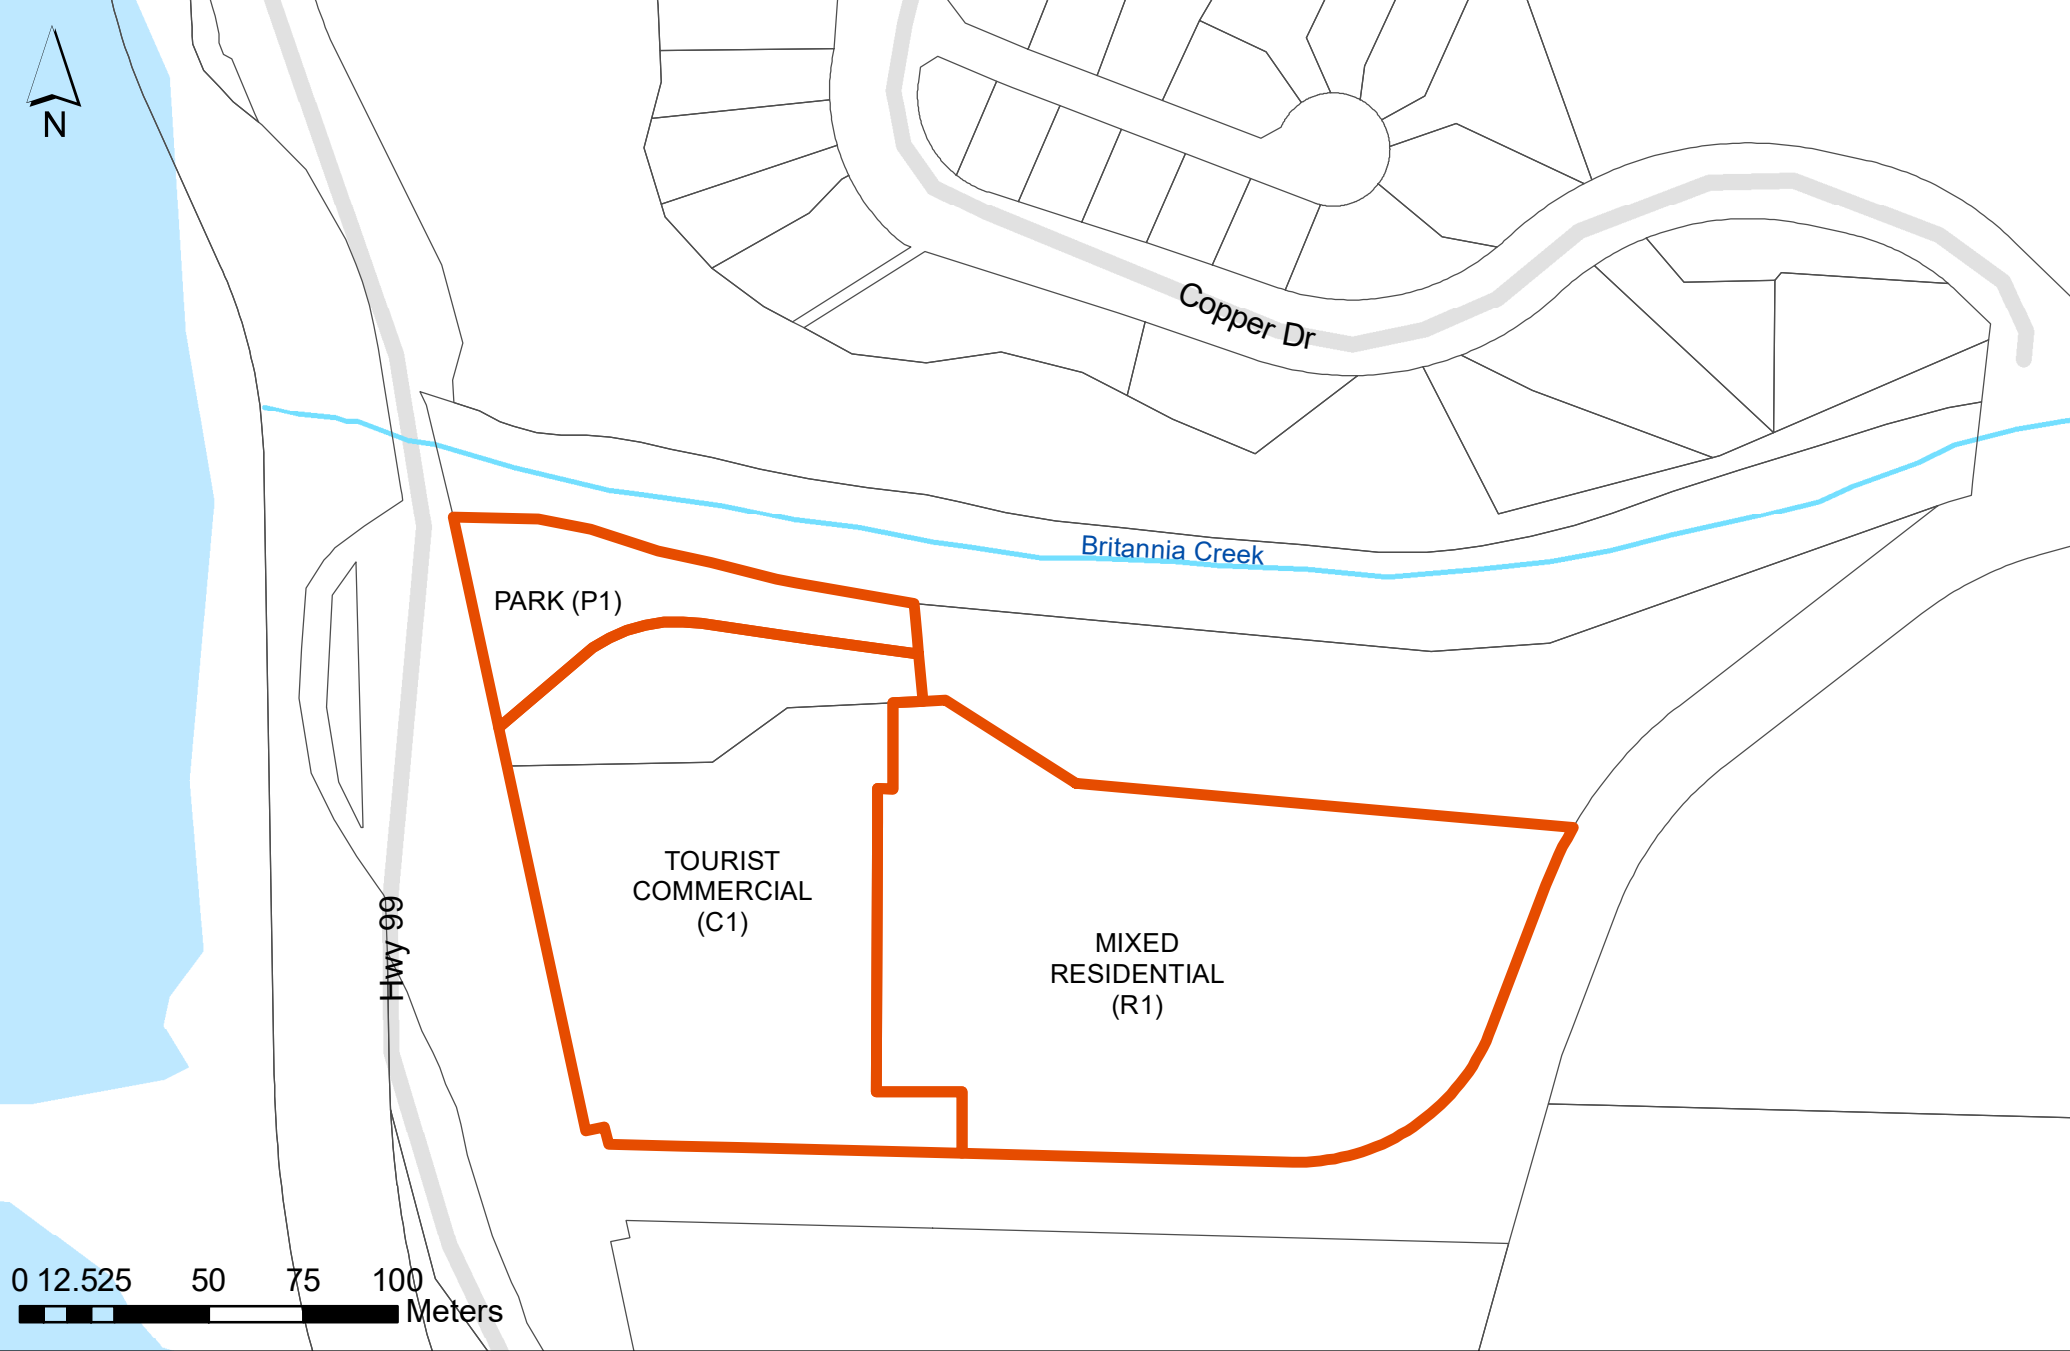 N
Copper Dr
Britannia Creek
PARK (P1)
TOURIST
COMMERCIAL
(C1)
MIXED
RESIDENTIAL
(R1)
Hwy 99
0 12.525 50 75 100
Meters